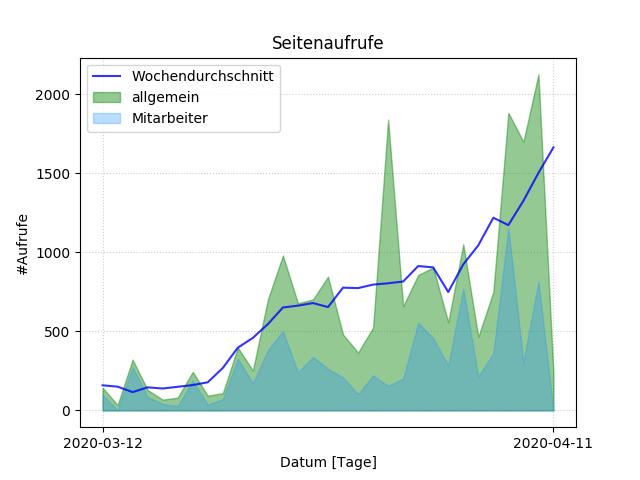 Seitenaufrufe
Wochendurchschnitt
allgemein
Mitarbeiter
#Aufrufe
2000
1500
1000
500
0
2020-03-12
2020-04-11
Datum [Tage]